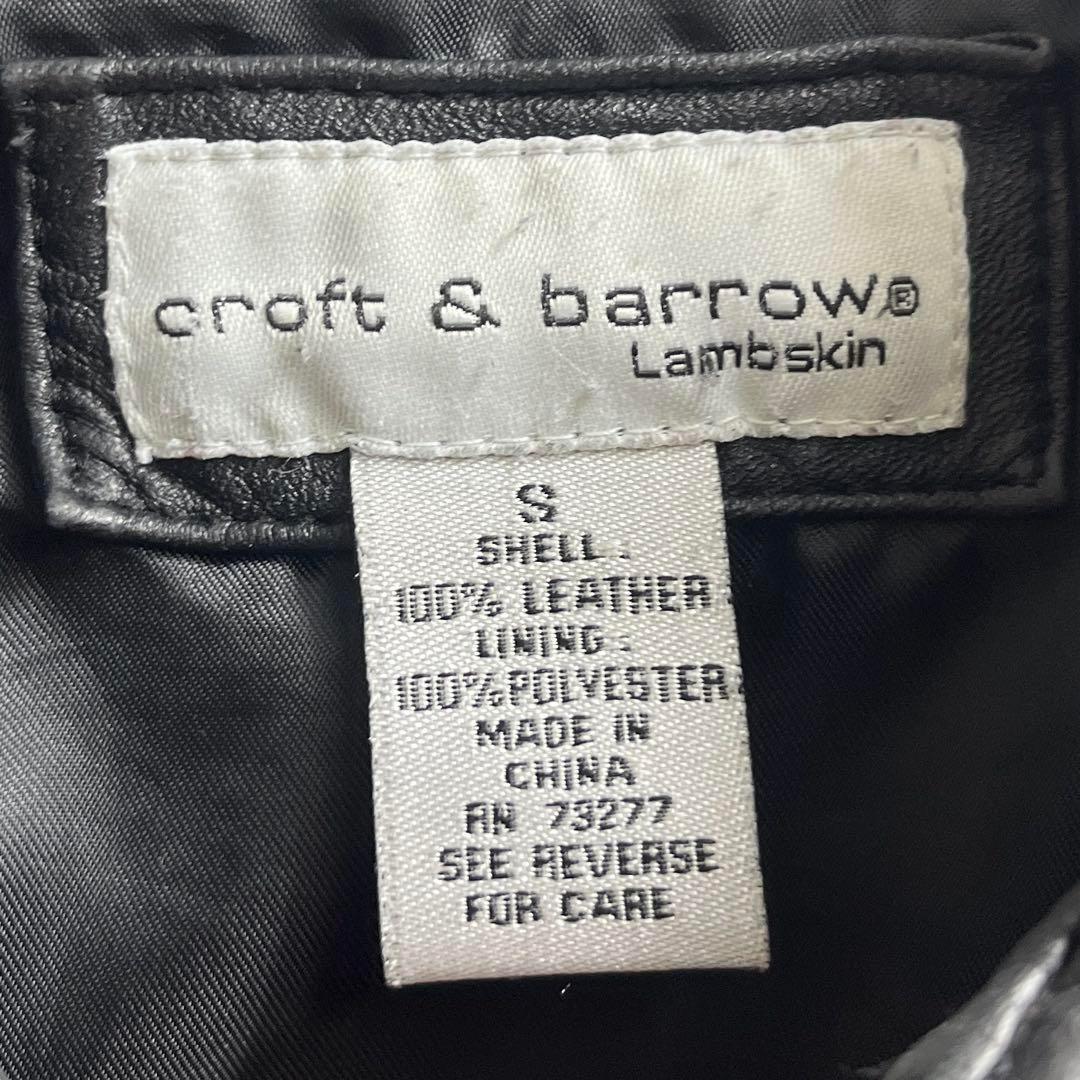 croft & barrow®
Lambskin
S
SHELL:
100% LEATHER
LINING:
100%POLYESTER
MADE IN
CHINA
RN 73277
SEE REVERSE
FOR CARE